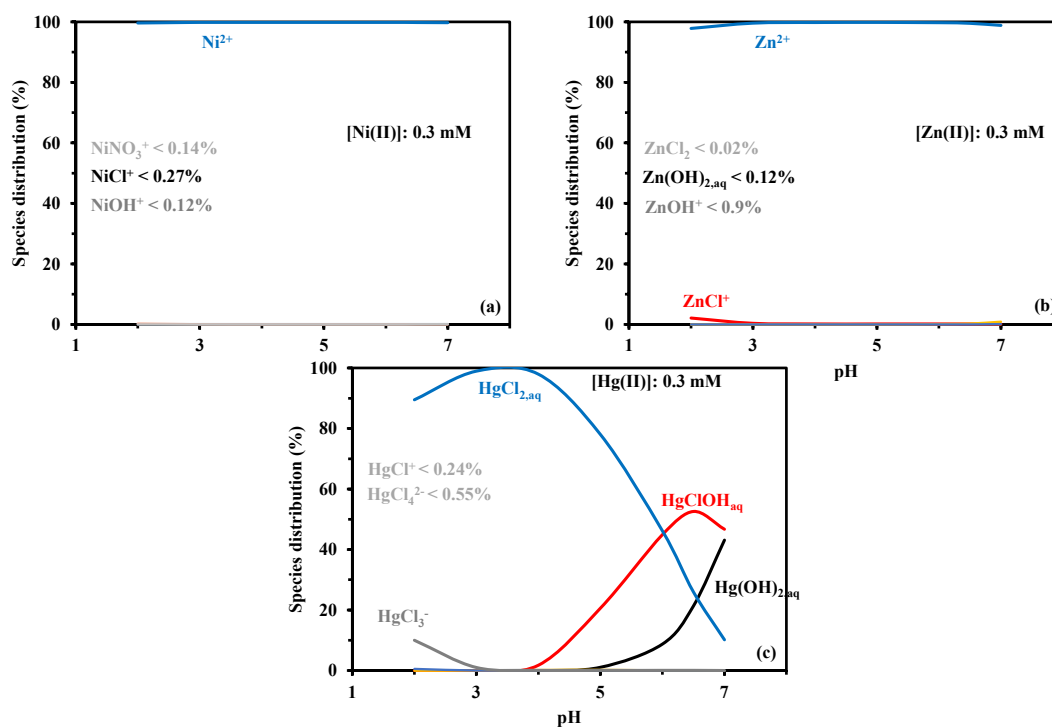 Species distribution (%)
100
80
60
40
20
0
Ni²⁺
[Ni(II)]: 0.3 mM
NiNO₃⁺ < 0.14%
NiCl⁺ < 0.27%
NiOH⁺ < 0.12%
(a)
1 3 5 7
Species distribution (%)
100
80
60
40
20
0
Zn²⁺
[Zn(II)]: 0.3 mM
ZnCl₂ < 0.02%
Zn(OH)₂,aq < 0.12%
ZnOH⁺ < 0.9%
ZnCl⁺
(b)
1 3 5 7
pH
Species distribution (%)
100
80
60
40
20
0
[Hg(II)]: 0.3 mM
HgCl₂,aq
HgCl⁺ < 0.24%
HgCl₄²⁻ < 0.55%
HgClOHaq
Hg(OH)₂,aq
HgCl₃⁻
(c)
1 3 5 7
pH